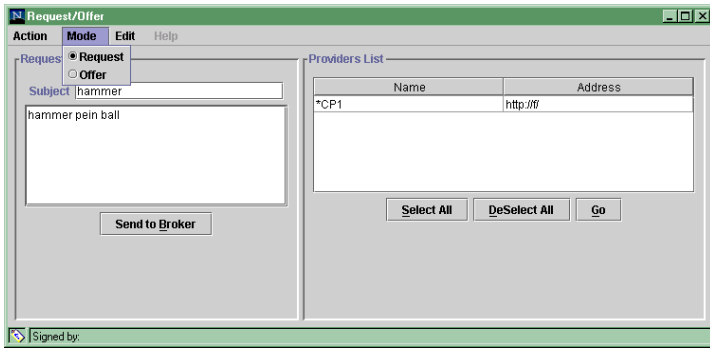 Request/Offer
Action Mode Edit Help
Request
Offer
Reques
Subject hammer
hammer pein ball
Send to Broker
Providers List
Name Address
*CP1 http://f/
Select All DeSelect All Go
Signed by: